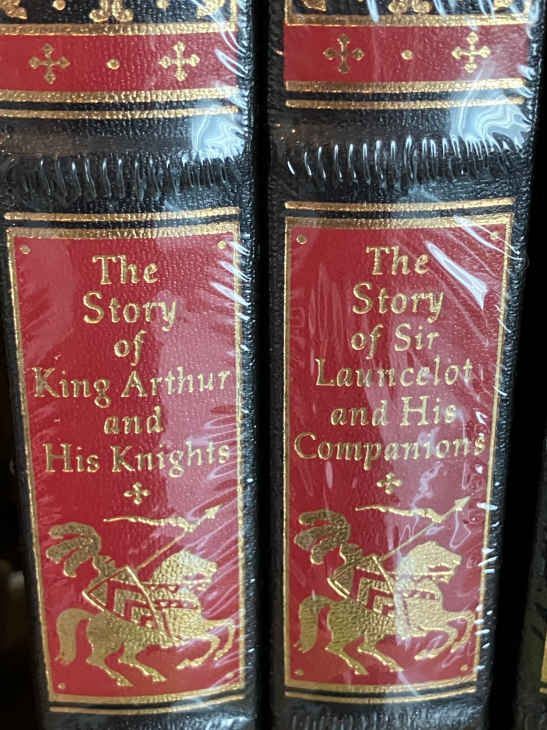 The
Story
of
King Arthur
and
His Knights
The
Story
of Sir
Launcelot
and His
Companions